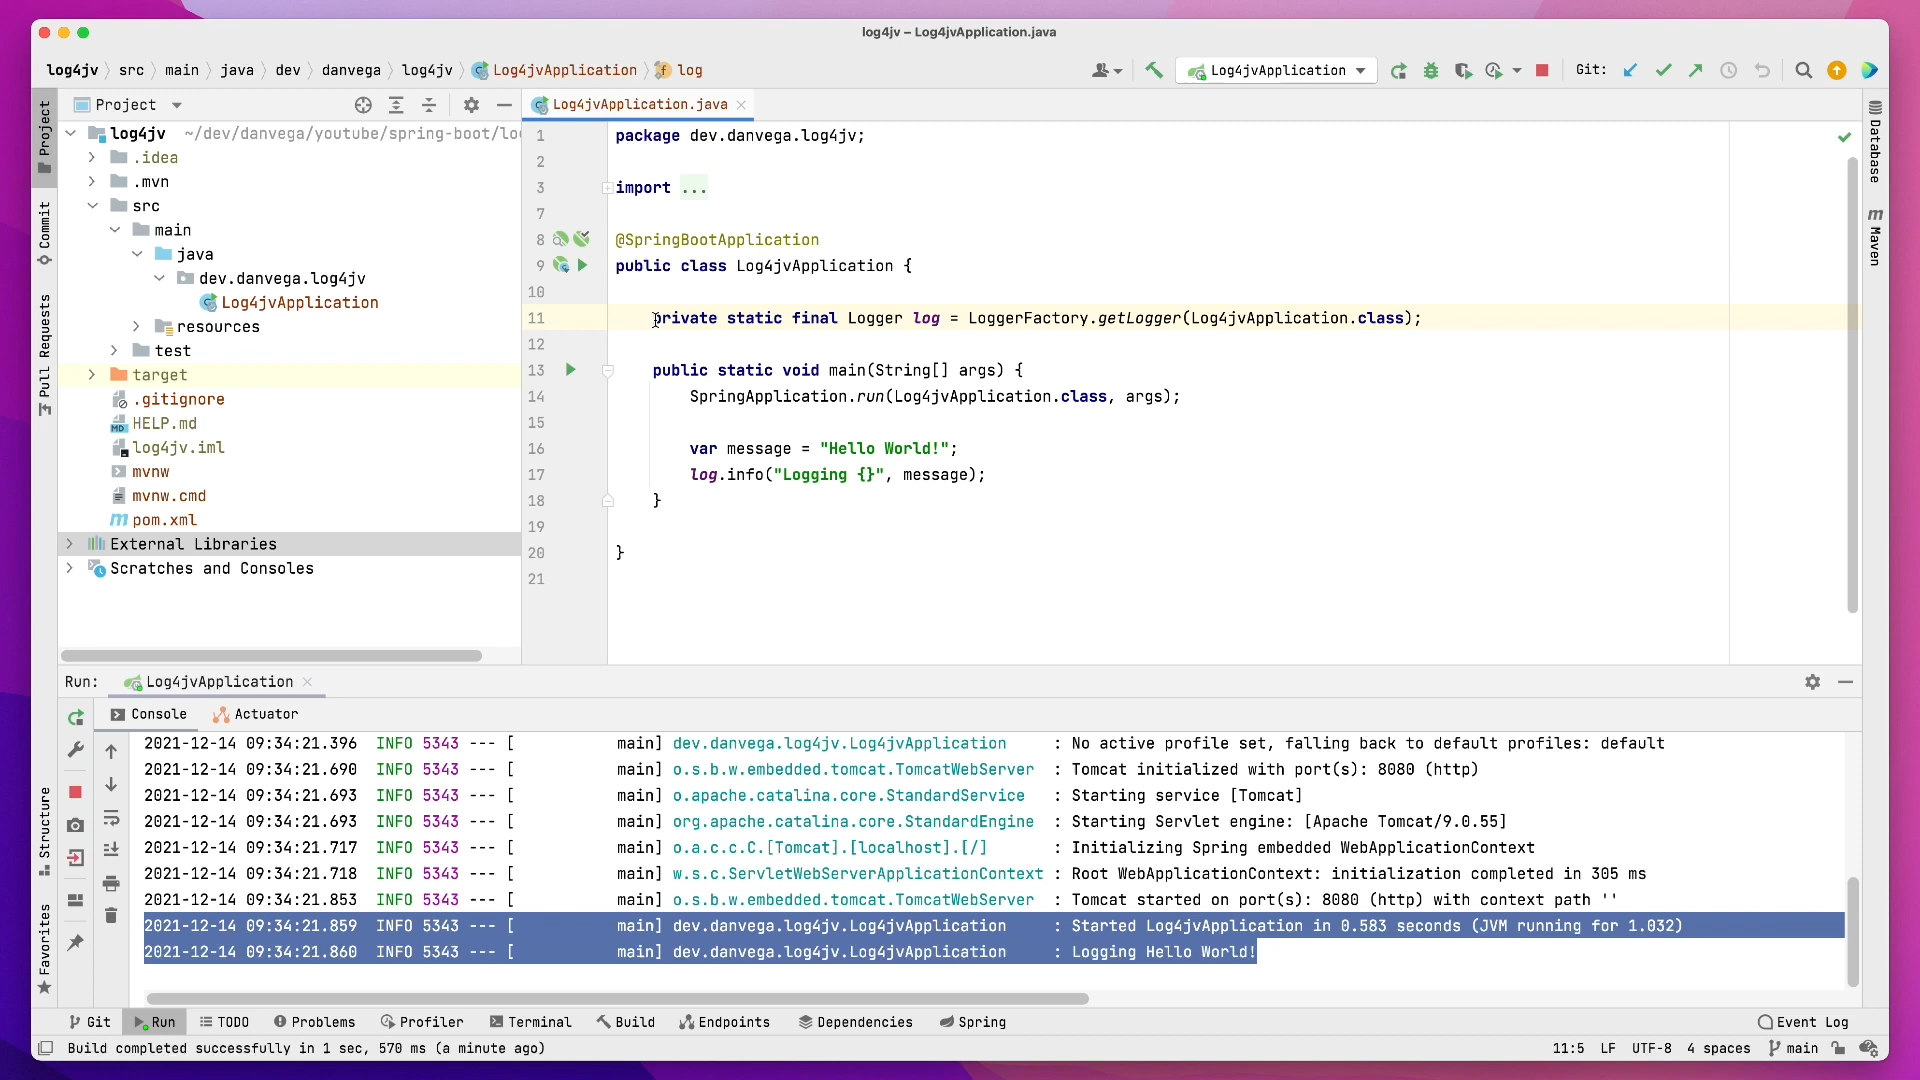 log4jv – Log4jvApplication.java
log4jv src main java dev danvega log4jv Log4jvApplication log
Log4jvApplication
Git:
Project
Log4jvApplication.java
Project
Commit
Pull Requests
Structure
Favorites
Database
Maven
log4jv ~/dev/danvega/youtube/spring-boot/lo
.idea
.mvn
src
main
java
dev.danvega.log4jv
Log4jvApplication
resources
test
target
.gitignore
HELP.md
log4jv.iml
mvnw
mvnw.cmd
pom.xml
External Libraries
Scratches and Consoles
1 package dev.danvega.log4jv;
2
3 import ...
7
8 @SpringBootApplication
9 public class Log4jvApplication {
10
11 private static final Logger log = LoggerFactory.getLogger(Log4jvApplication.class);
12
13 public static void main(String[] args) {
14 SpringApplication.run(Log4jvApplication.class, args);
15
16 var message = "Hello World!";
17 log.info("Logging {}", message);
18 }
19
20 }
21
Run: Log4jvApplication
Console Actuator
2021-12-14 09:34:21.396 INFO 5343 --- [ main] dev.danvega.log4jv.Log4jvApplication : No active profile set, falling back to default profiles: default
2021-12-14 09:34:21.690 INFO 5343 --- [ main] o.s.b.w.embedded.tomcat.TomcatWebServer : Tomcat initialized with port(s): 8080 (http)
2021-12-14 09:34:21.693 INFO 5343 --- [ main] o.apache.catalina.core.StandardService : Starting service [Tomcat]
2021-12-14 09:34:21.693 INFO 5343 --- [ main] org.apache.catalina.core.StandardEngine : Starting Servlet engine: [Apache Tomcat/9.0.55]
2021-12-14 09:34:21.717 INFO 5343 --- [ main] o.a.c.c.C.[Tomcat].[localhost].[/] : Initializing Spring embedded WebApplicationContext
2021-12-14 09:34:21.718 INFO 5343 --- [ main] w.s.c.ServletWebServerApplicationContext : Root WebApplicationContext: initialization completed in 305 ms
2021-12-14 09:34:21.853 INFO 5343 --- [ main] o.s.b.w.embedded.tomcat.TomcatWebServer : Tomcat started on port(s): 8080 (http) with context path ''
2021-12-14 09:34:21.859 INFO 5343 --- [ main] dev.danvega.log4jv.Log4jvApplication : Started Log4jvApplication in 0.583 seconds (JVM running for 1.032)
2021-12-14 09:34:21.860 INFO 5343 --- [ main] dev.danvega.log4jv.Log4jvApplication : Logging Hello World!
Git Run TODO Problems Profiler Terminal Build Endpoints Dependencies Spring Event Log
Build completed successfully in 1 sec, 570 ms (a minute ago) 11:5 LF UTF-8 4 spaces main